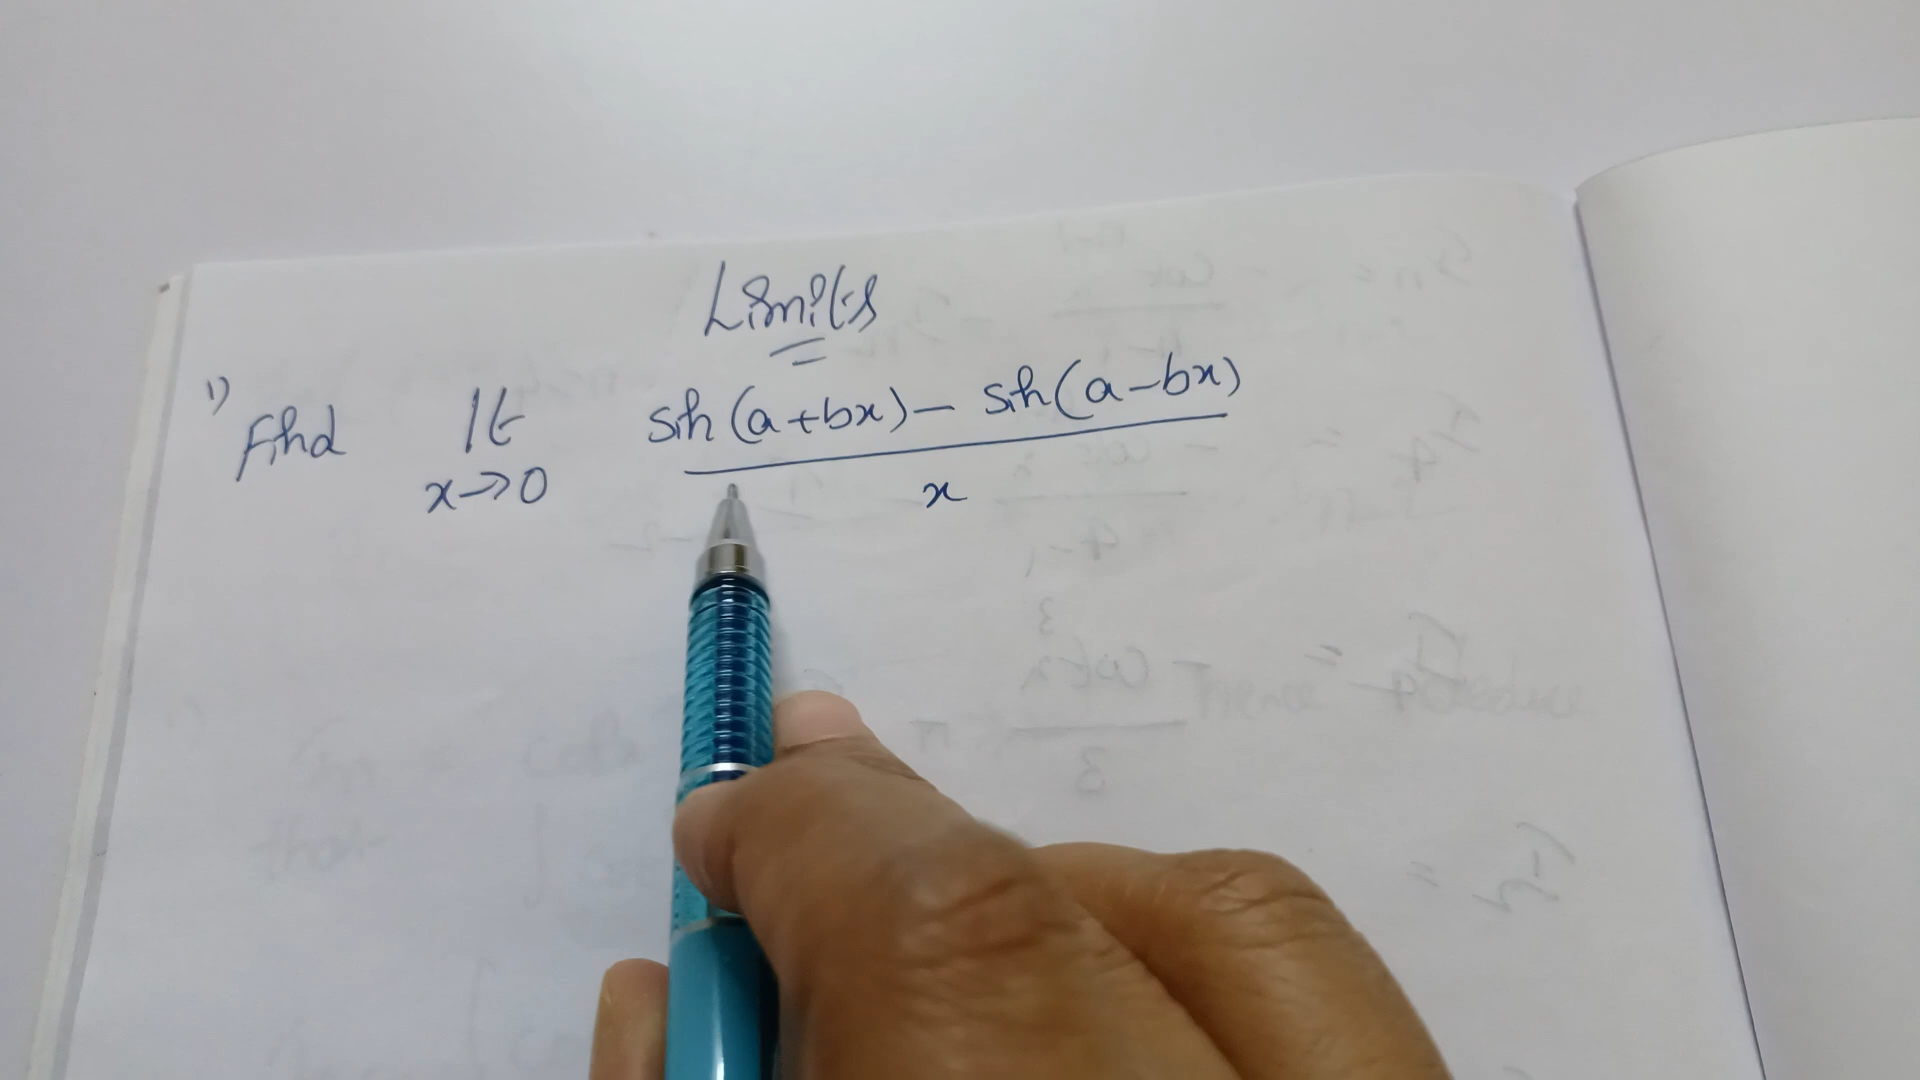 Limits
1) Find lt sin(a+bx) – sin(a–bx)
x→0 x